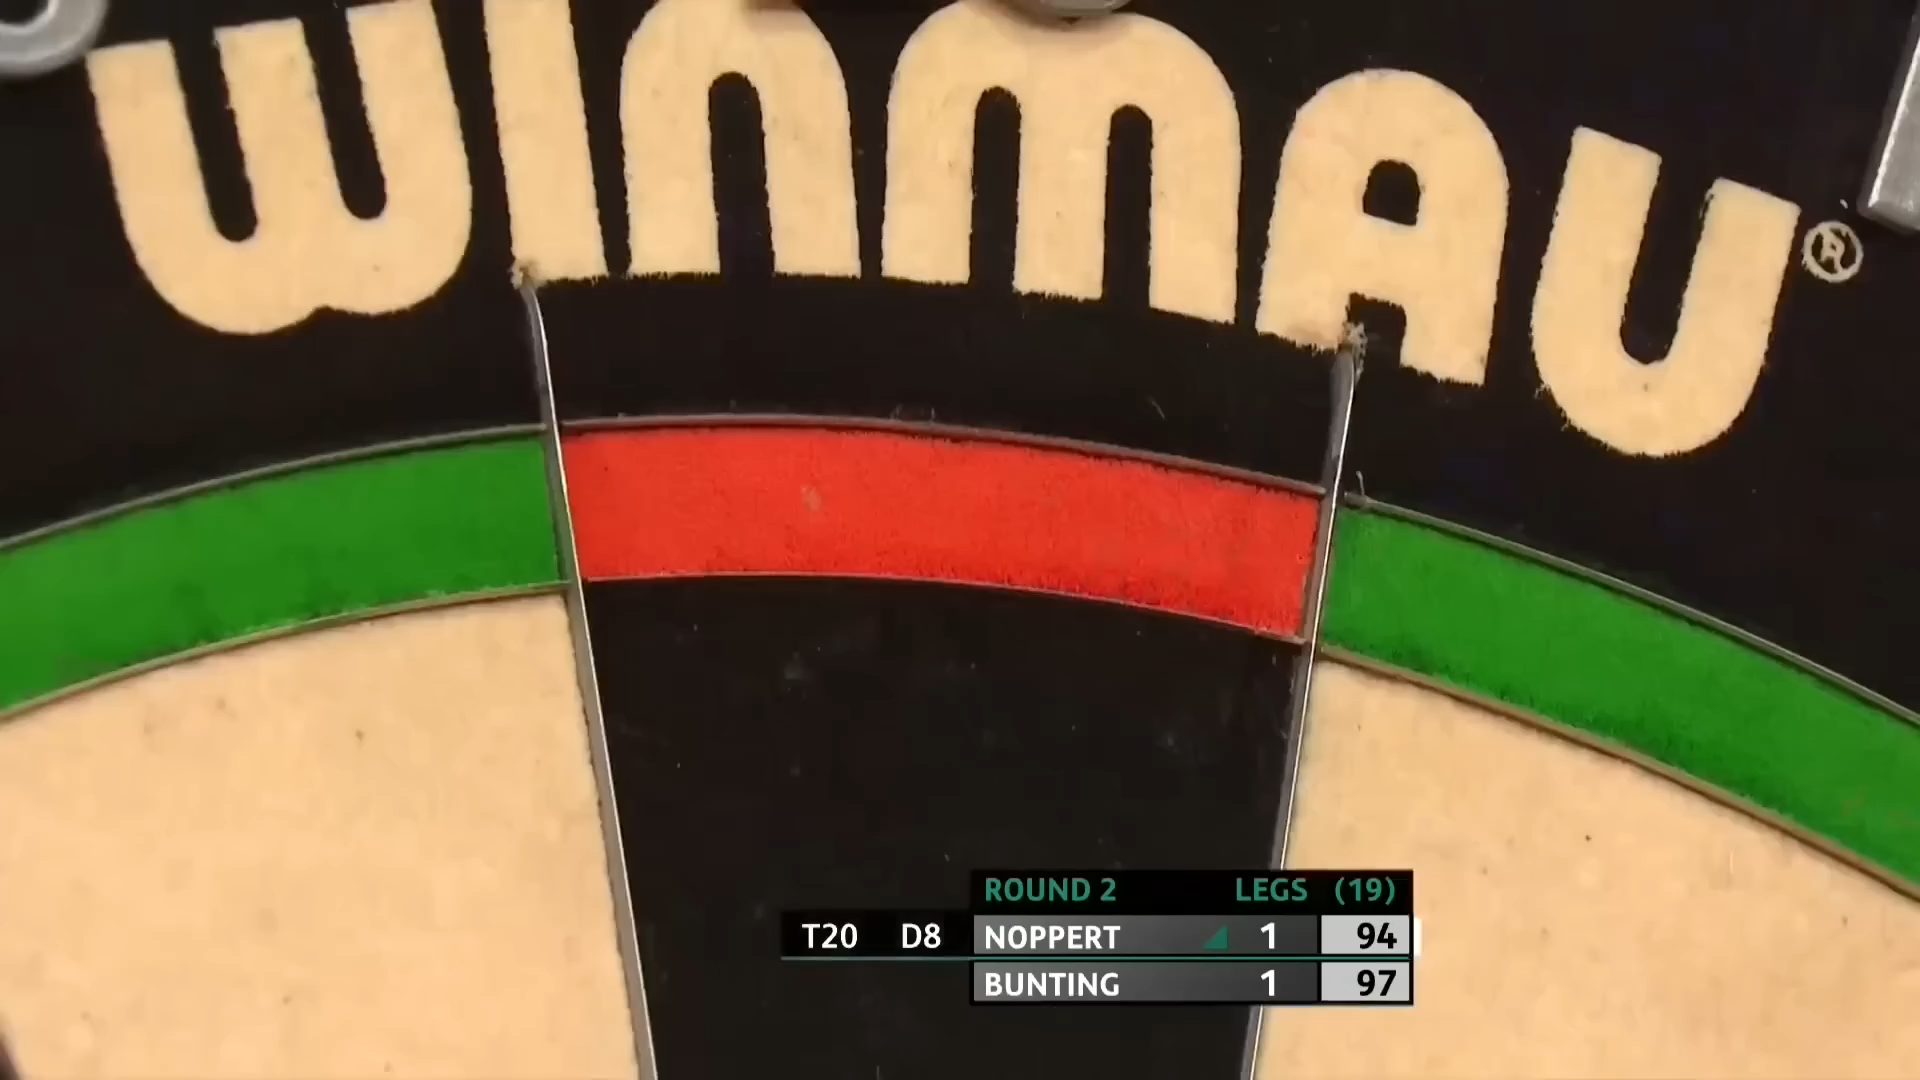 WINMAU®
ROUND 2 LEGS (19)
T20 D8 NOPPERT 1 94
BUNTING 1 97